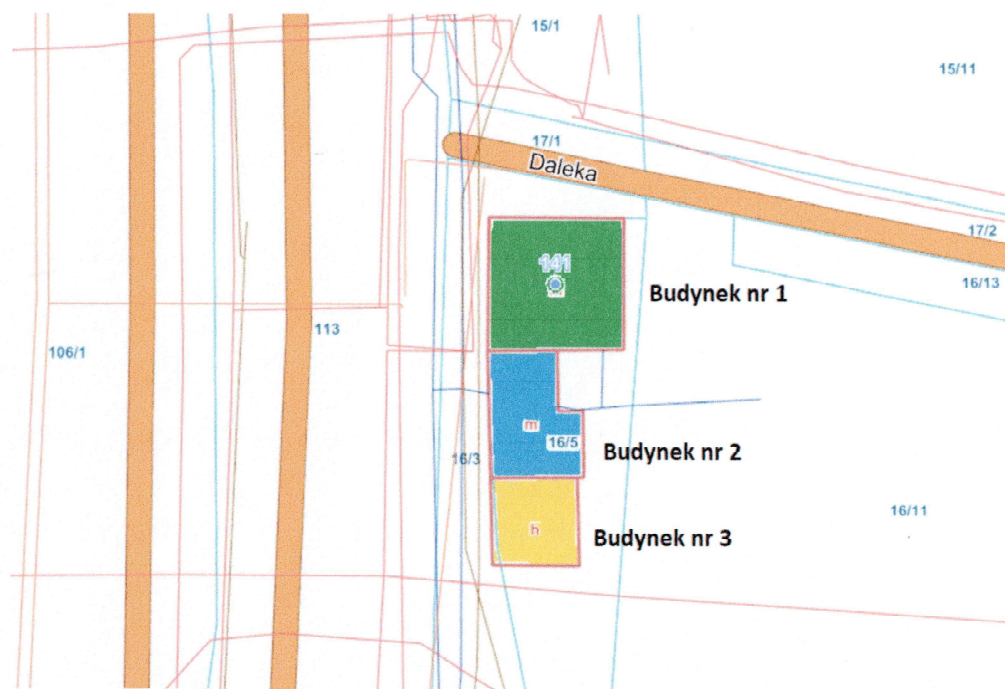 15/1
15/11
17/1
Daleka
17/2
141
16/13
Budynek nr 1
113
106/1
m
16/5
Budynek nr 2
16/3
16/11
h
Budynek nr 3